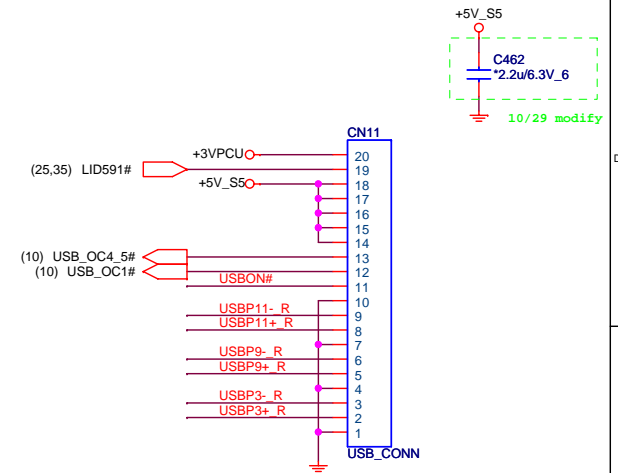 +5V_S5
C462
*2.2u/6.3V_6
10/29 modify
CN11
+3VPCU
20
(25,35) LID591#
19
+5V_S5
18
17
16
15
14
(10) USB_OC4_5#
13
(10) USB_OC1#
12
USBON#
11
10
USBP11-_R
9
USBP11+_R
8
7
USBP9-_R
6
USBP9+_R
5
4
USBP3-_R
3
USBP3+_R
2
1
USB_CONN